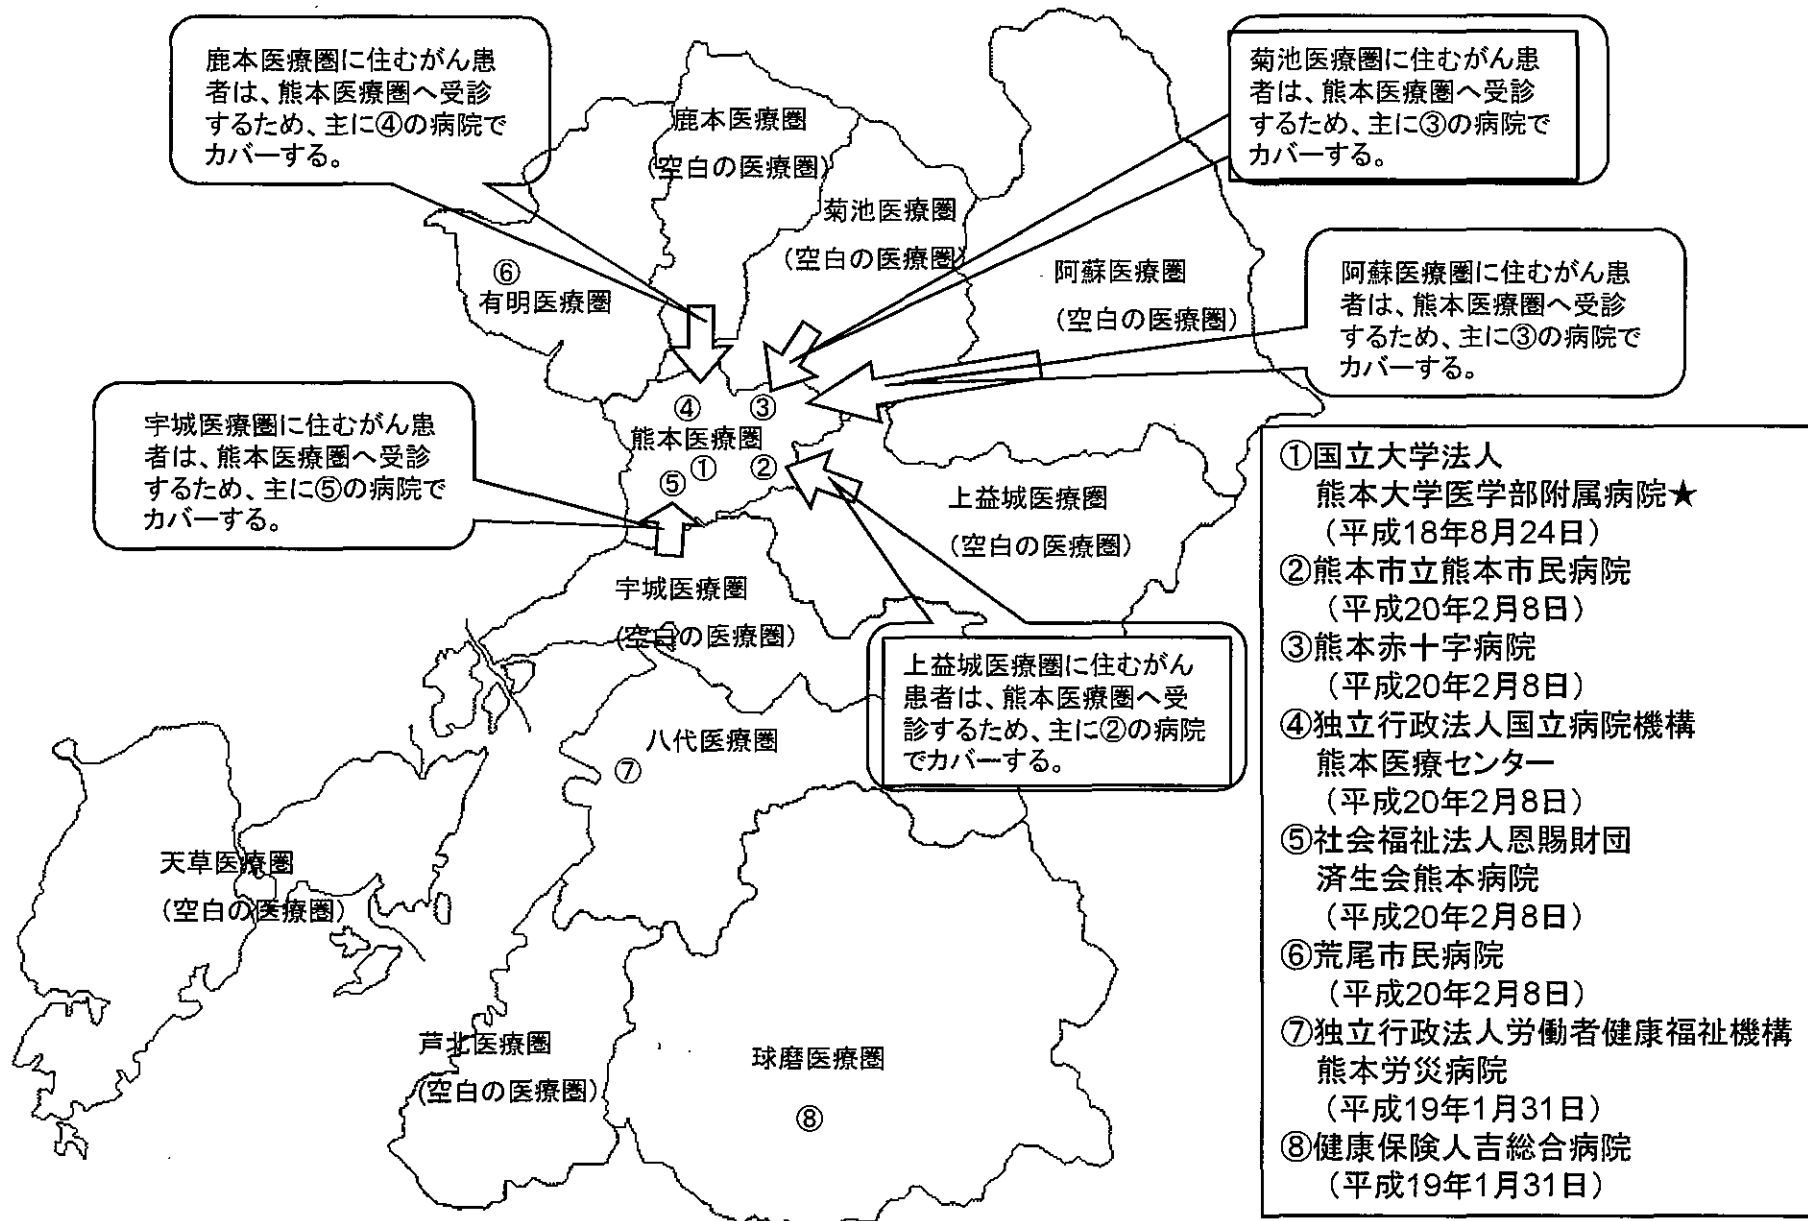 鹿本医療圏に住むがん患
者は、熊本医療圏へ受診
するため、主に④の病院で
カバーする。
菊池医療圏に住むがん患
者は、熊本医療圏へ受診
するため、主に③の病院で
カバーする。
鹿本医療圏
(空白の医療圏)
菊池医療圏
(空白の医療圏)
⑥
有明医療圏
阿蘇医療圏
(空白の医療圏)
阿蘇医療圏に住むがん患
者は、熊本医療圏へ受診
するため、主に③の病院で
カバーする。
宇城医療圏に住むがん患
者は、熊本医療圏へ受診
するため、主に⑤の病院で
カバーする。
④ ③
熊本医療圏
① ②
⑤
上益城医療圏
(空白の医療圏)
宇城医療圏
(空白の医療圏)
上益城医療圏に住むがん
患者は、熊本医療圏へ受
診するため、主に②の病院
でカバーする。
八代医療圏
⑦
天草医療圏
(空白の医療圏)
芦北医療圏
(空白の医療圏)
球磨医療圏
⑧
①国立大学法人
熊本大学医学部附属病院★
(平成18年8月24日)
②熊本市立熊本市民病院
(平成20年2月8日)
③熊本赤十字病院
(平成20年2月8日)
④独立行政法人国立病院機構
熊本医療センター
(平成20年2月8日)
⑤社会福祉法人恩賜財団
済生会熊本病院
(平成20年2月8日)
⑥荒尾市民病院
(平成20年2月8日)
⑦独立行政法人労働者健康福祉機構
熊本労災病院
(平成19年1月31日)
⑧健康保険人吉総合病院
(平成19年1月31日)